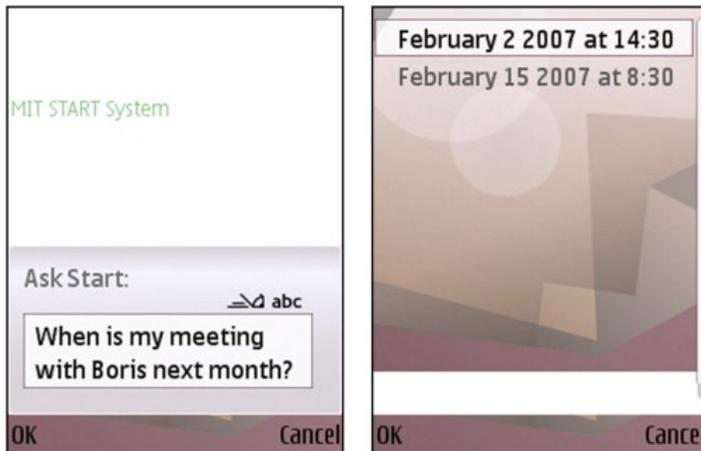 MIT START System
Ask Start:
abc
When is my meeting
with Boris next month?
OK Cancel
February 2 2007 at 14:30
February 15 2007 at 8:30
OK Cance